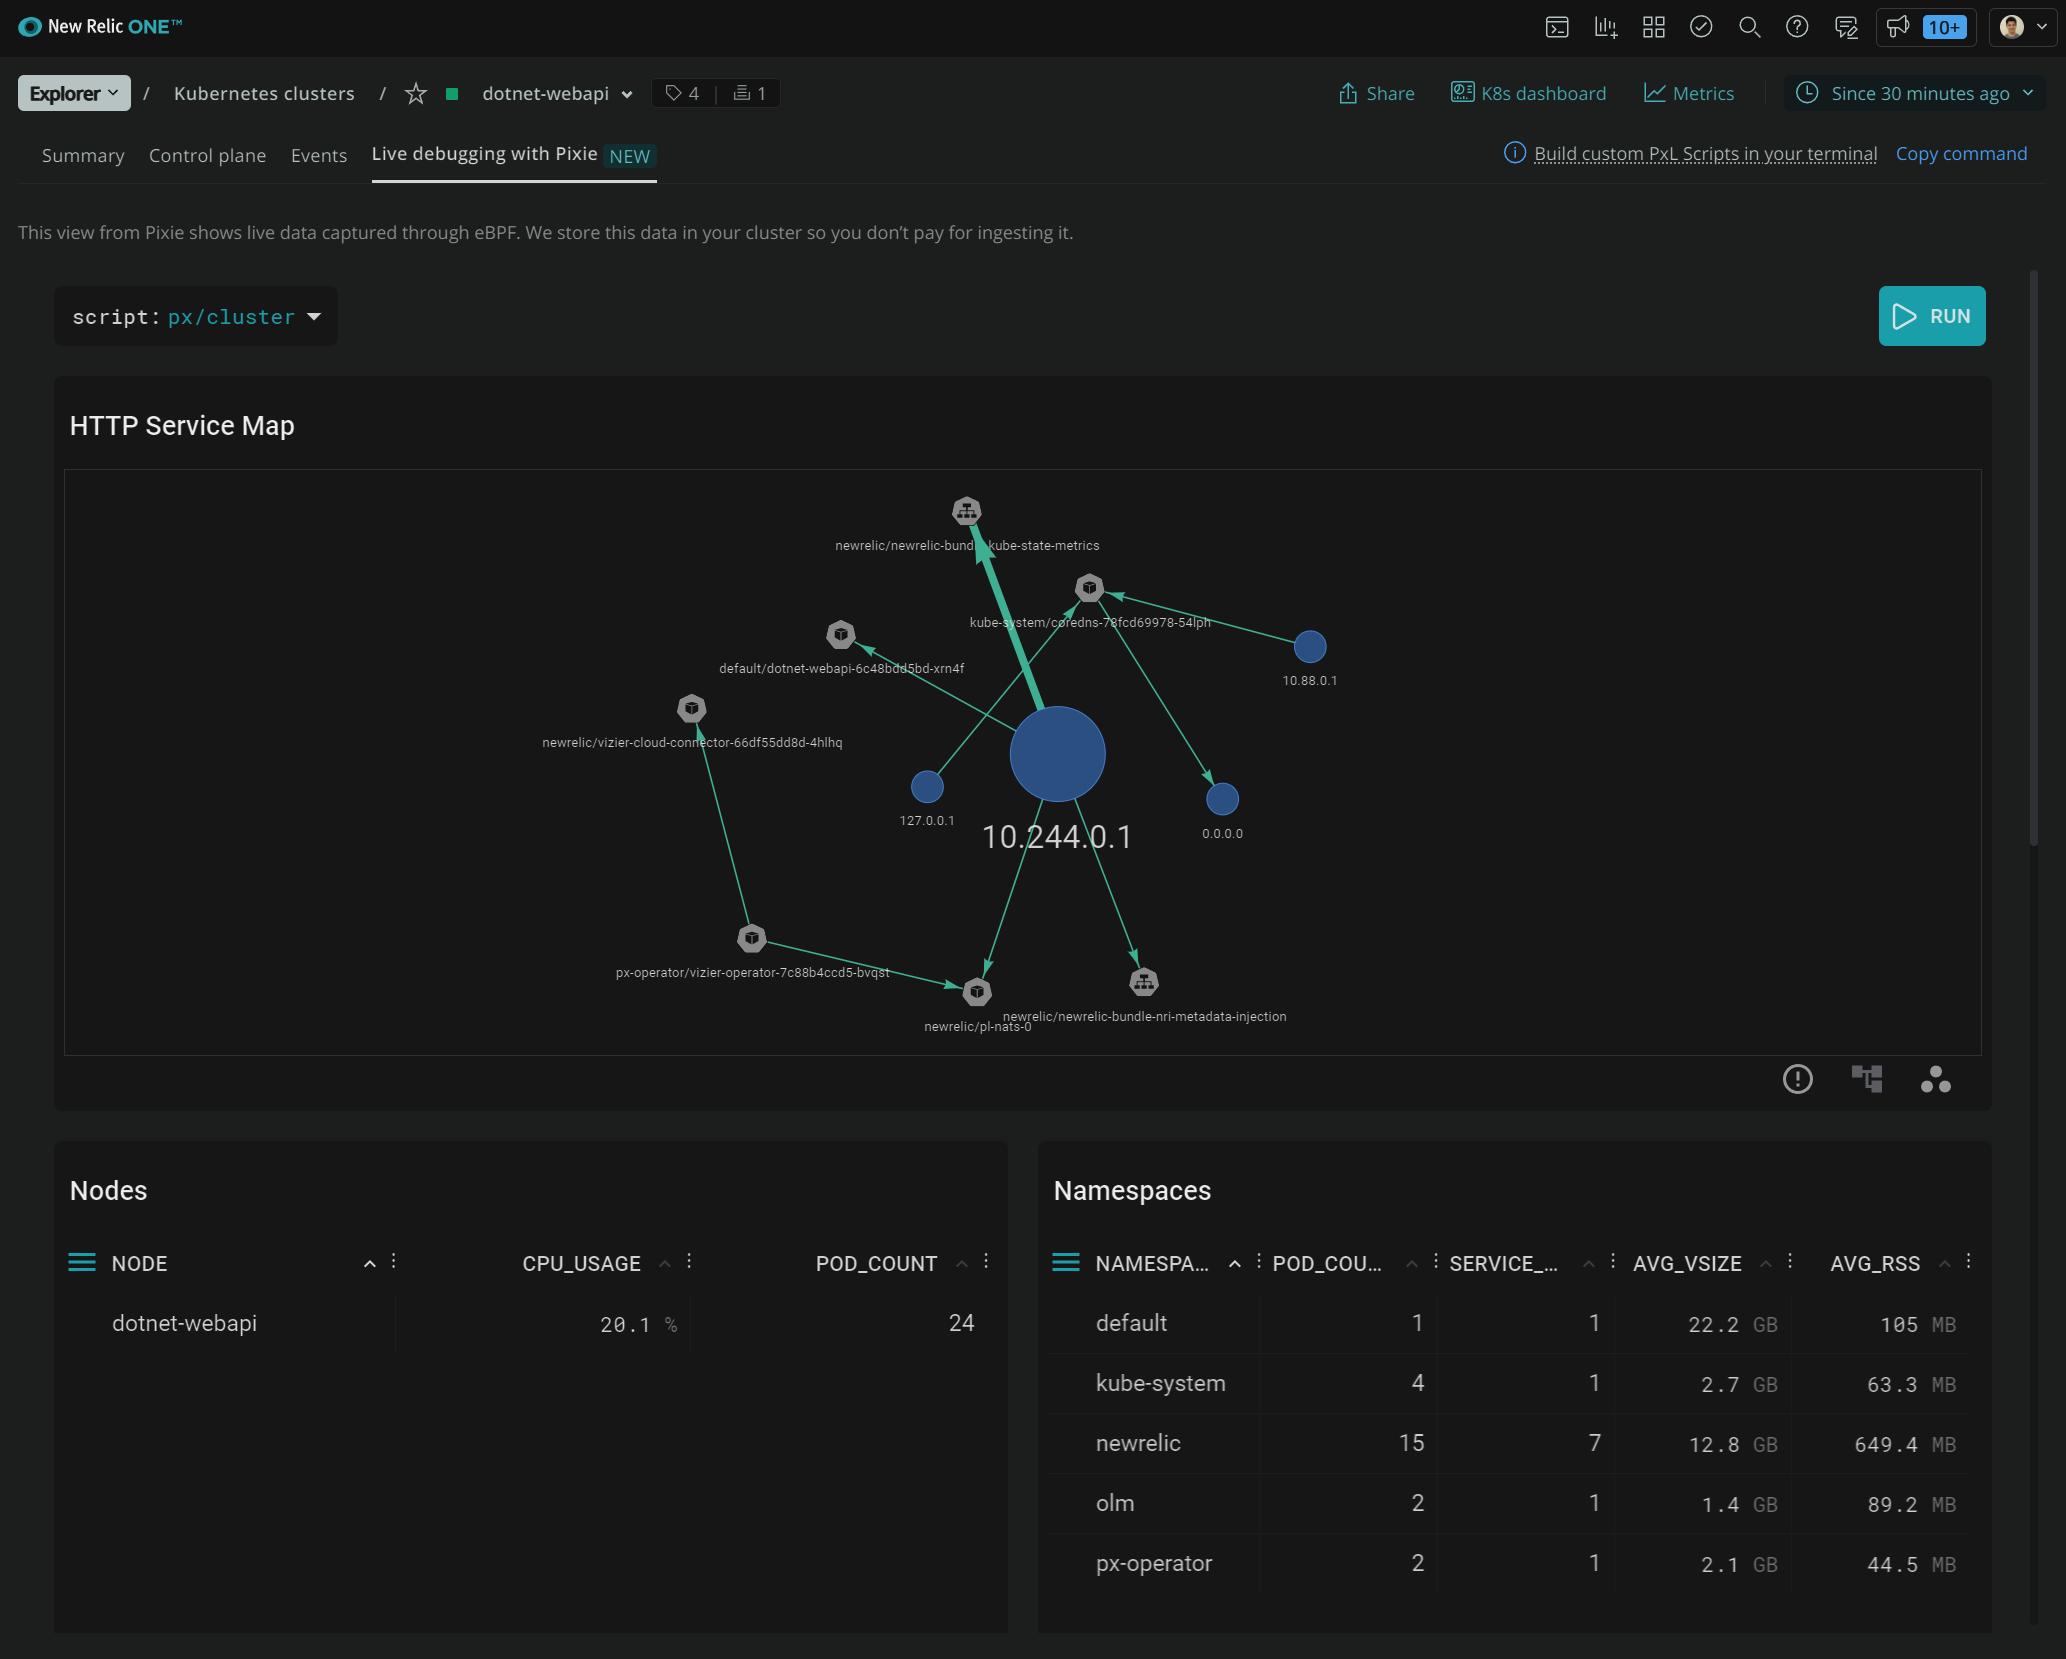 New Relic ONE™
10+
Explorer / Kubernetes clusters / dotnet-webapi 4 | 1 Share K8s dashboard Metrics Since 30 minutes ago
Summary Control plane Events Live debugging with Pixie NEW Build custom PxL Scripts in your terminal Copy command
This view from Pixie shows live data captured through eBPF. We store this data in your cluster so you don't pay for ingesting it.
script: px/cluster RUN
HTTP Service Map
newrelic/newrelic-bundle-kube-state-metrics
kube-system/coredns-78fcd69978-54lph
default/dotnet-webapi-6c48bdd5bd-xrn4f
10.88.0.1
newrelic/vizier-cloud-connector-66df55dd8d-4hlhq
127.0.0.1
10.244.0.1
0.0.0.0
px-operator/vizier-operator-7c88b4ccd5-bvqst
newrelic/newrelic-bundle-nri-metadata-injection
newrelic/pl-nats-0
Nodes
NODE CPU_USAGE POD_COUNT
dotnet-webapi 20.1 % 24
Namespaces
NAMESPA... POD_COU... SERVICE_... AVG_VSIZE AVG_RSS
default 1 1 22.2 GB 105 MB
kube-system 4 1 2.7 GB 63.3 MB
newrelic 15 7 12.8 GB 649.4 MB
olm 2 1 1.4 GB 89.2 MB
px-operator 2 1 2.1 GB 44.5 MB